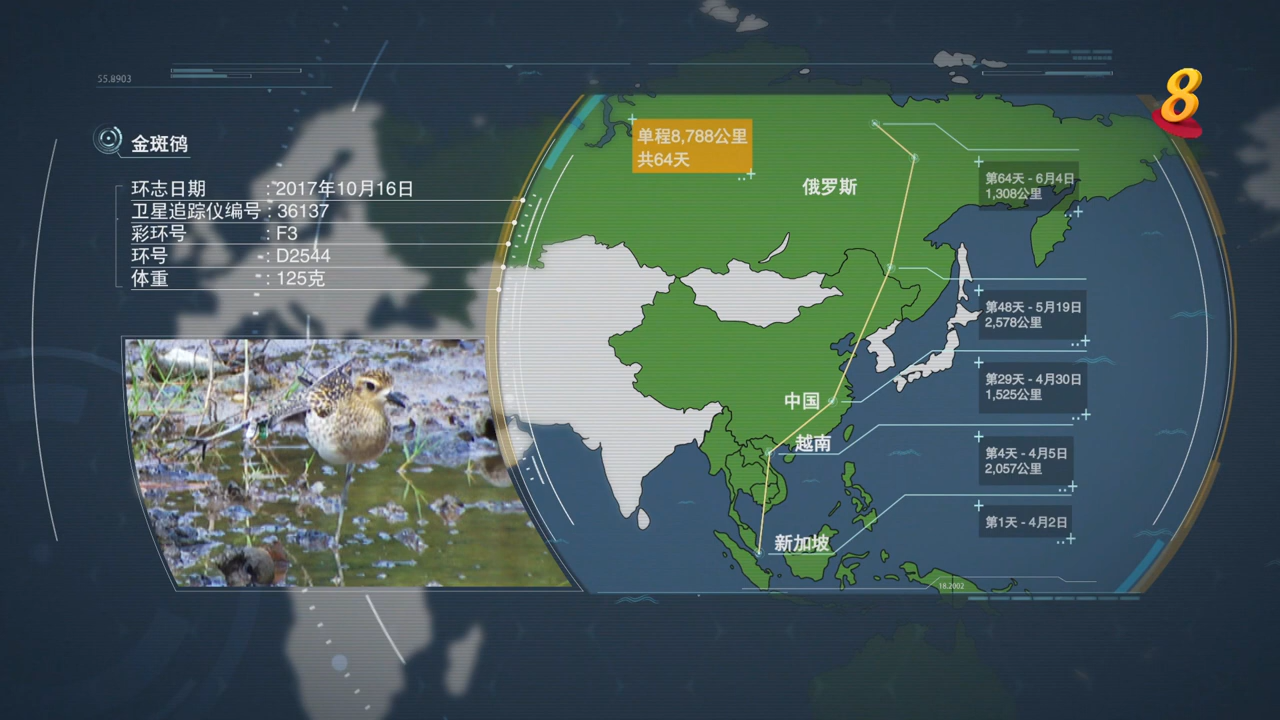 55.8903
8
金斑鸻
环志日期 : 2017年10月16日
卫星追踪仪编号 : 36137
彩环号 : F3
环号 : D2544
体重 : 125克
单程8,788公里
共64天
俄罗斯
中国
越南
新加坡
第64天 - 6月4日
1,308公里
第48天 - 5月19日
2,578公里
第29天 - 4月30日
1,525公里
第4天 - 4月5日
2,057公里
第1天 - 4月2日
18.2002